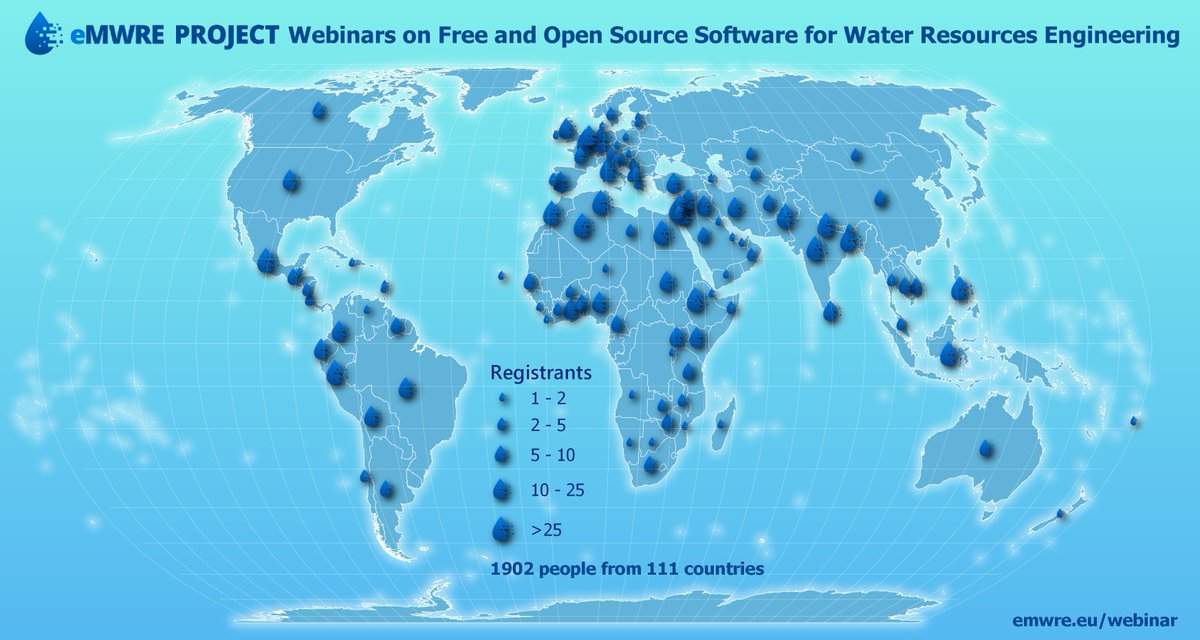 eMWRE PROJECT Webinars on Free and Open Source Software for Water Resources Engineering
Registrants
1 - 2
2 - 5
5 - 10
10 - 25
>25
1902 people from 111 countries
emwre.eu/webinar